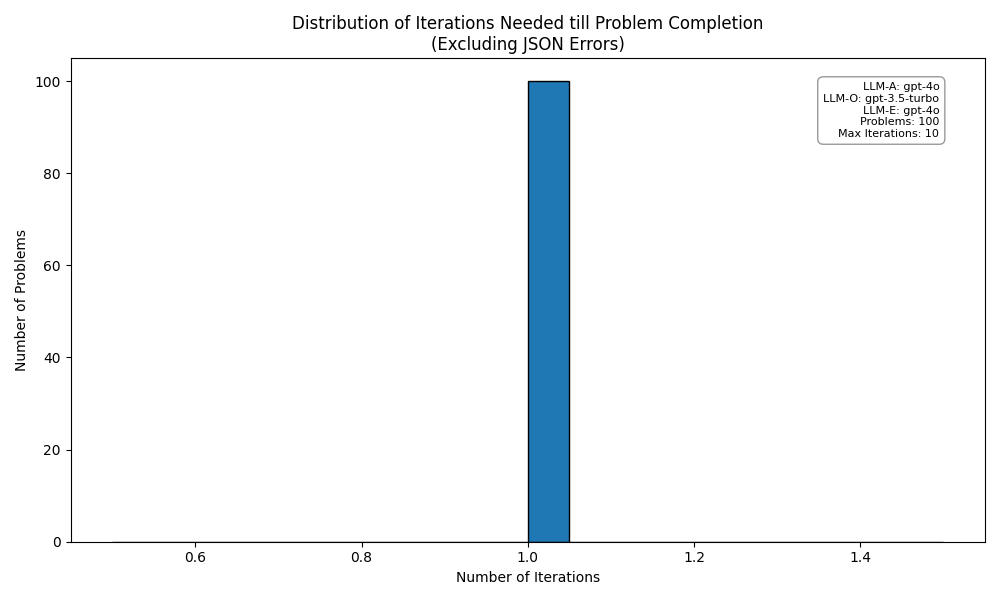 Distribution of Iterations Needed till Problem Completion
(Excluding JSON Errors)
LLM-A: gpt-4o
LLM-O: gpt-3.5-turbo
LLM-E: gpt-4o
Problems: 100
Max Iterations: 10
Number of Problems
100
80
60
40
20
0
0.6 0.8 1.0 1.2 1.4
Number of Iterations